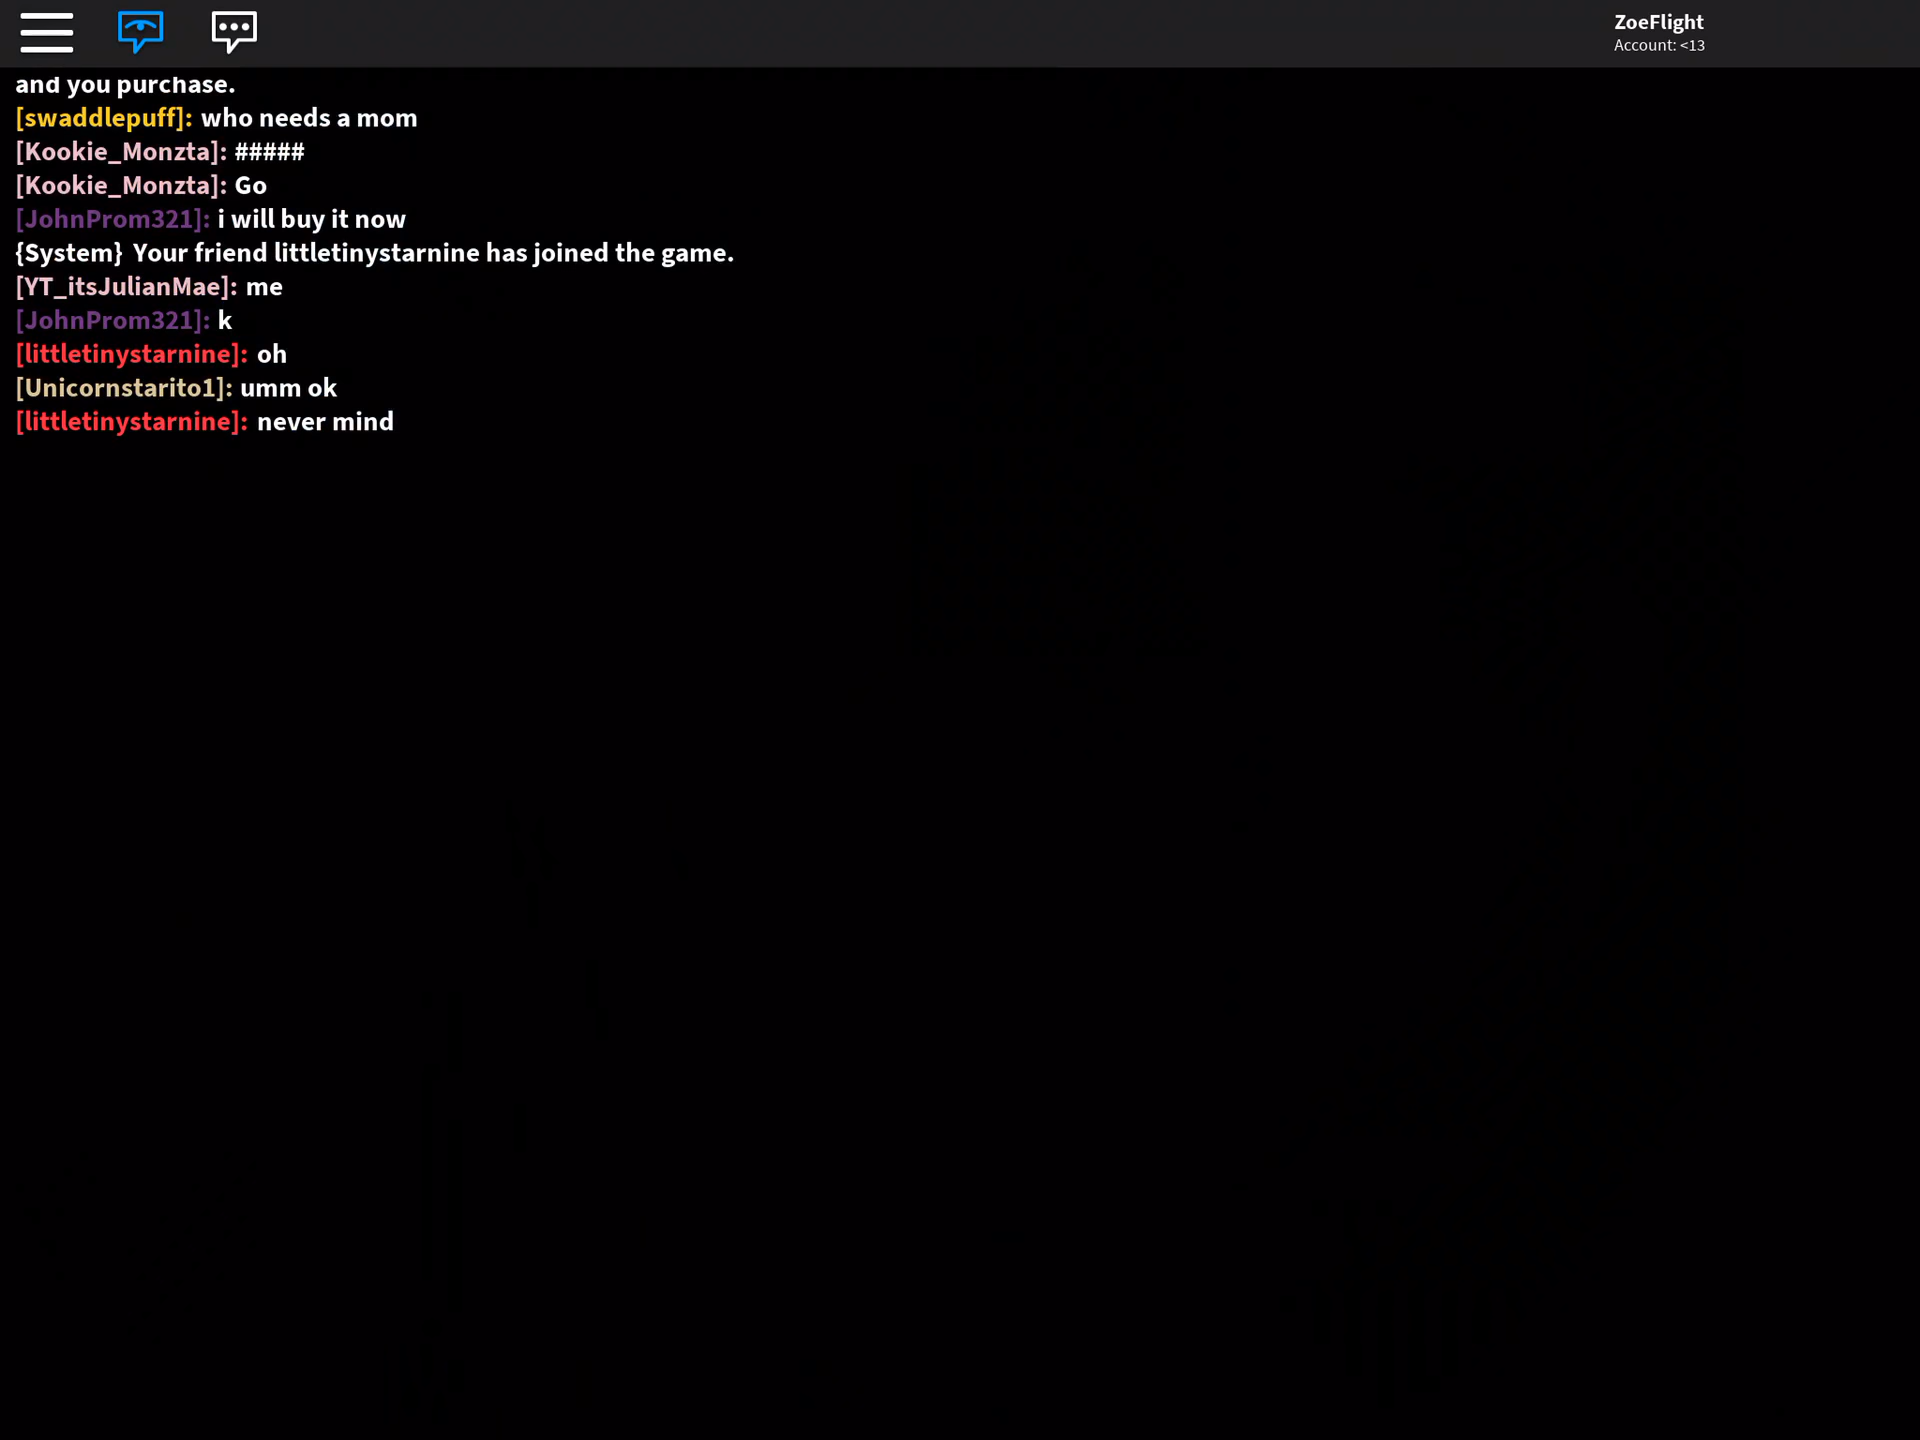 ZoeFlight
Account: <13
and you purchase.
[swaddlepuff]: who needs a mom
[Kookie_Monzta]: #####
[Kookie_Monzta]: Go
[JohnProm321]: i will buy it now
{System} Your friend littletinystarnine has joined the game.
[YT_itsJulianMae]: me
[JohnProm321]: k
[littletinystarnine]: oh
[Unicornstarito1]: umm ok
[littletinystarnine]: never mind